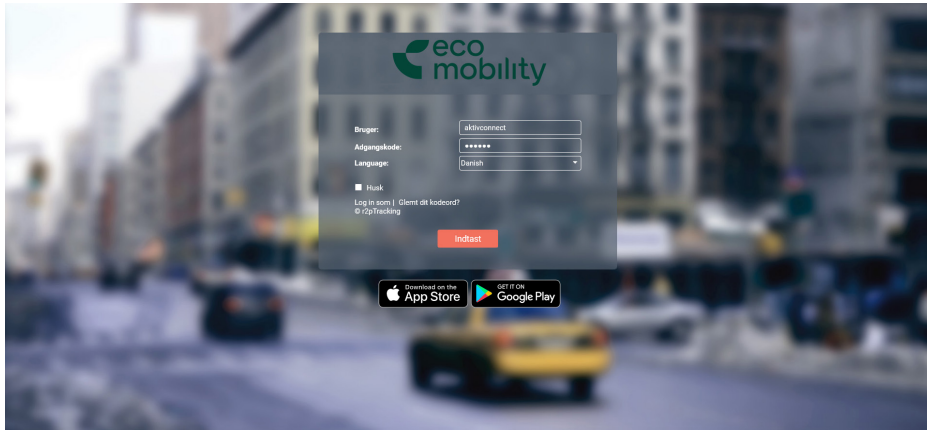 eco
mobility
Bruger:
aktivconnect
Adgangskode:
••••••
Language:
Danish
Husk
Log in som | Glemt dit kodeord?
© r2pTracking
Indtast
Download on the
App Store
GET IT ON
Google Play